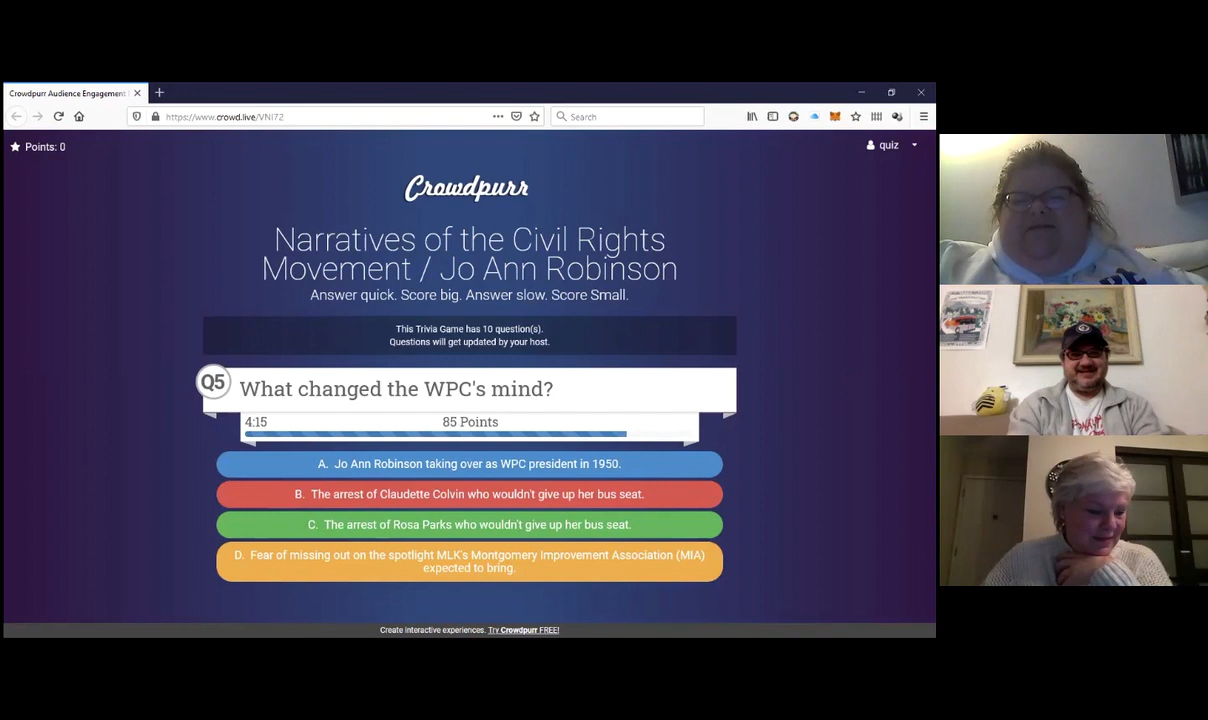 Crowdpurr Audience Engagement
https://www.crowd.live/VNI72
Search
Points: 0
quiz
Crowdpurr
Narratives of the Civil Rights
Movement / Jo Ann Robinson
Answer quick. Score big. Answer slow. Score Small.
This Trivia Game has 10 question(s).
Questions will get updated by your host.
Q5
What changed the WPC's mind?
4:15
85 Points
A. Jo Ann Robinson taking over as WPC president in 1950.
B. The arrest of Claudette Colvin who wouldn't give up her bus seat.
C. The arrest of Rosa Parks who wouldn't give up her bus seat.
D. Fear of missing out on the spotlight MLK's Montgomery Improvement Association (MIA)
expected to bring.
Create interactive experiences. Try Crowdpurr FREE!